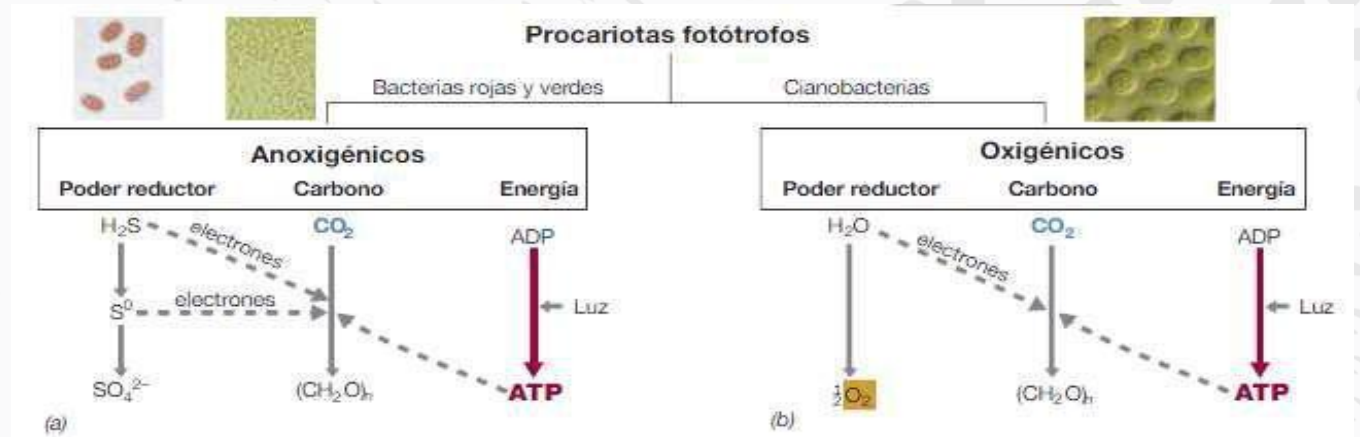 Procariotas fotótrofos
Bacterias rojas y verdes
Cianobacterias
Anoxigénicos
Poder reductor Carbono Energía
H₂S electrones CO₂ ADP
S⁰ electrones Luz
SO₄²⁻ (CH₂O)ₙ ATP
(a)
Oxigénicos
Poder reductor Carbono Energía
H₂O electrones CO₂ ADP
Luz
½O₂ (CH₂O)ₙ ATP
(b)